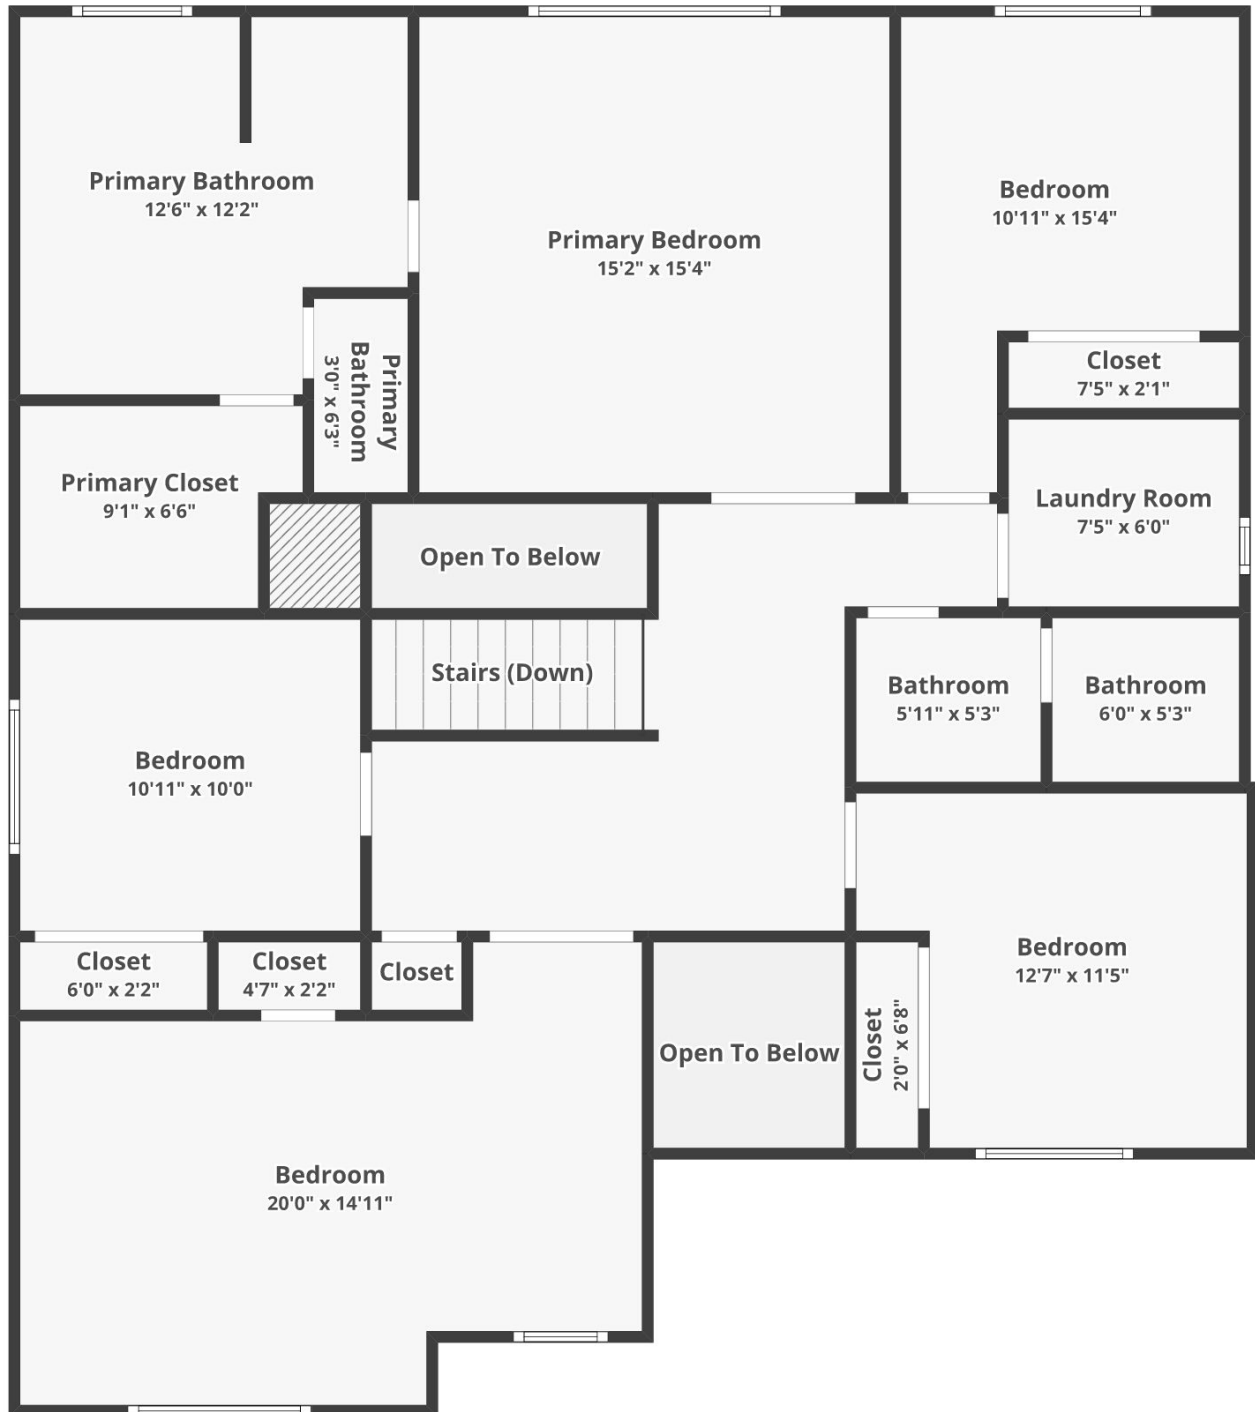 Primary Bathroom
12'6" x 12'2"
Primary Bedroom
15'2" x 15'4"
Bedroom
10'11" x 15'4"
Primary
Bathroom
3'0" x 6'3"
Closet
7'5" x 2'1"
Primary Closet
9'1" x 6'6"
Laundry Room
7'5" x 6'0"
Open To Below
Stairs (Down)
Bathroom
5'11" x 5'3"
Bathroom
6'0" x 5'3"
Bedroom
10'11" x 10'0"
Closet
6'0" x 2'2"
Closet
4'7" x 2'2"
Closet
Open To Below
Closet
2'0" x 6'8"
Bedroom
12'7" x 11'5"
Bedroom
20'0" x 14'11"